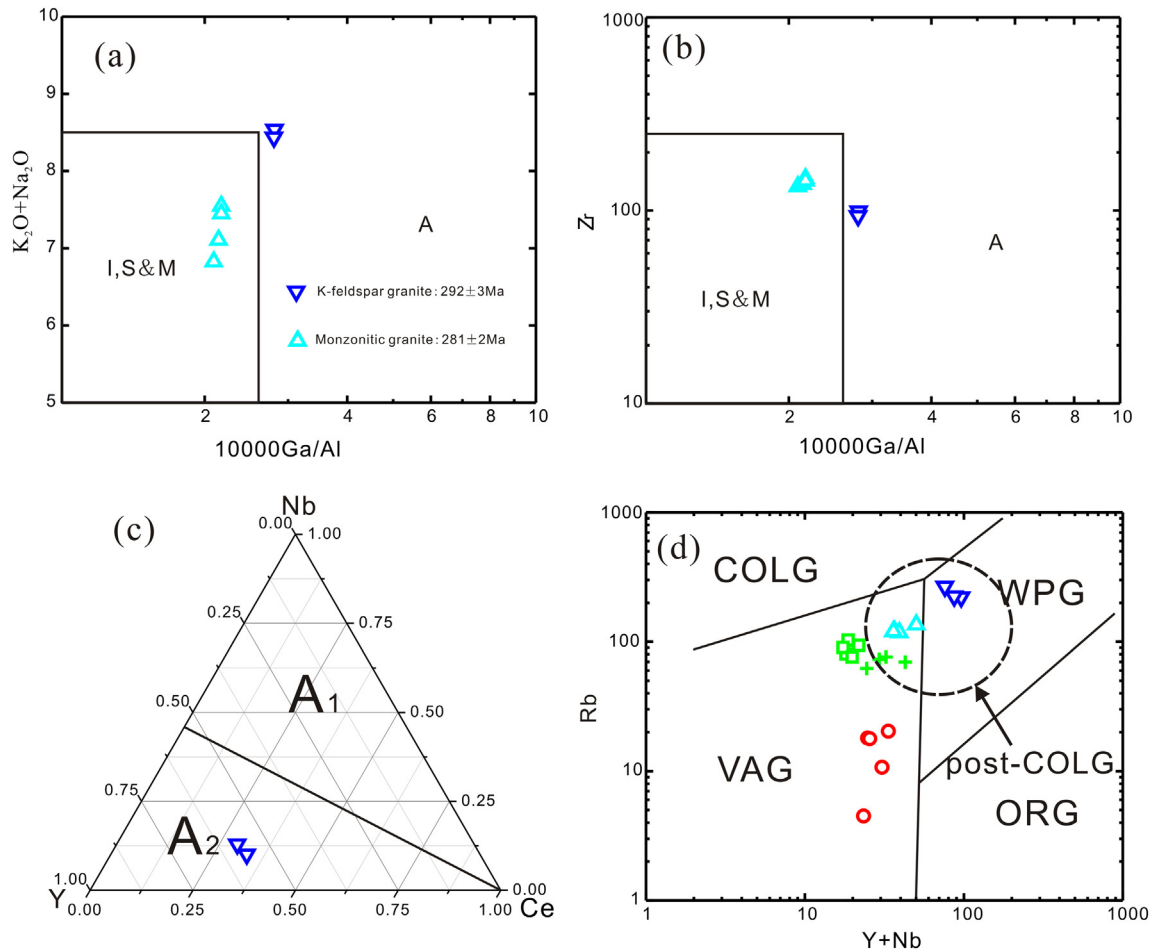 (a)
10
9
8
7
6
5
K₂O+Na₂O
I,S&M
A
K-feldspar granite: 292±3Ma
Monzonitic granite: 281±2Ma
2 4 6 8 10
10000Ga/Al
(b)
1000
100
10
Zr
I,S&M
A
2 4 6 8 10
10000Ga/Al
(c)
Nb
0.00 1.00
0.25 0.75
0.50 0.50
0.75 0.25
1.00 0.00
A₁
A₂
Y
Ce
0.00 0.25 0.50 0.75 1.00
(d)
1000
100
10
1
Rb
COLG
WPG
VAG
post-COLG
ORG
1 10 100 1000
Y+Nb